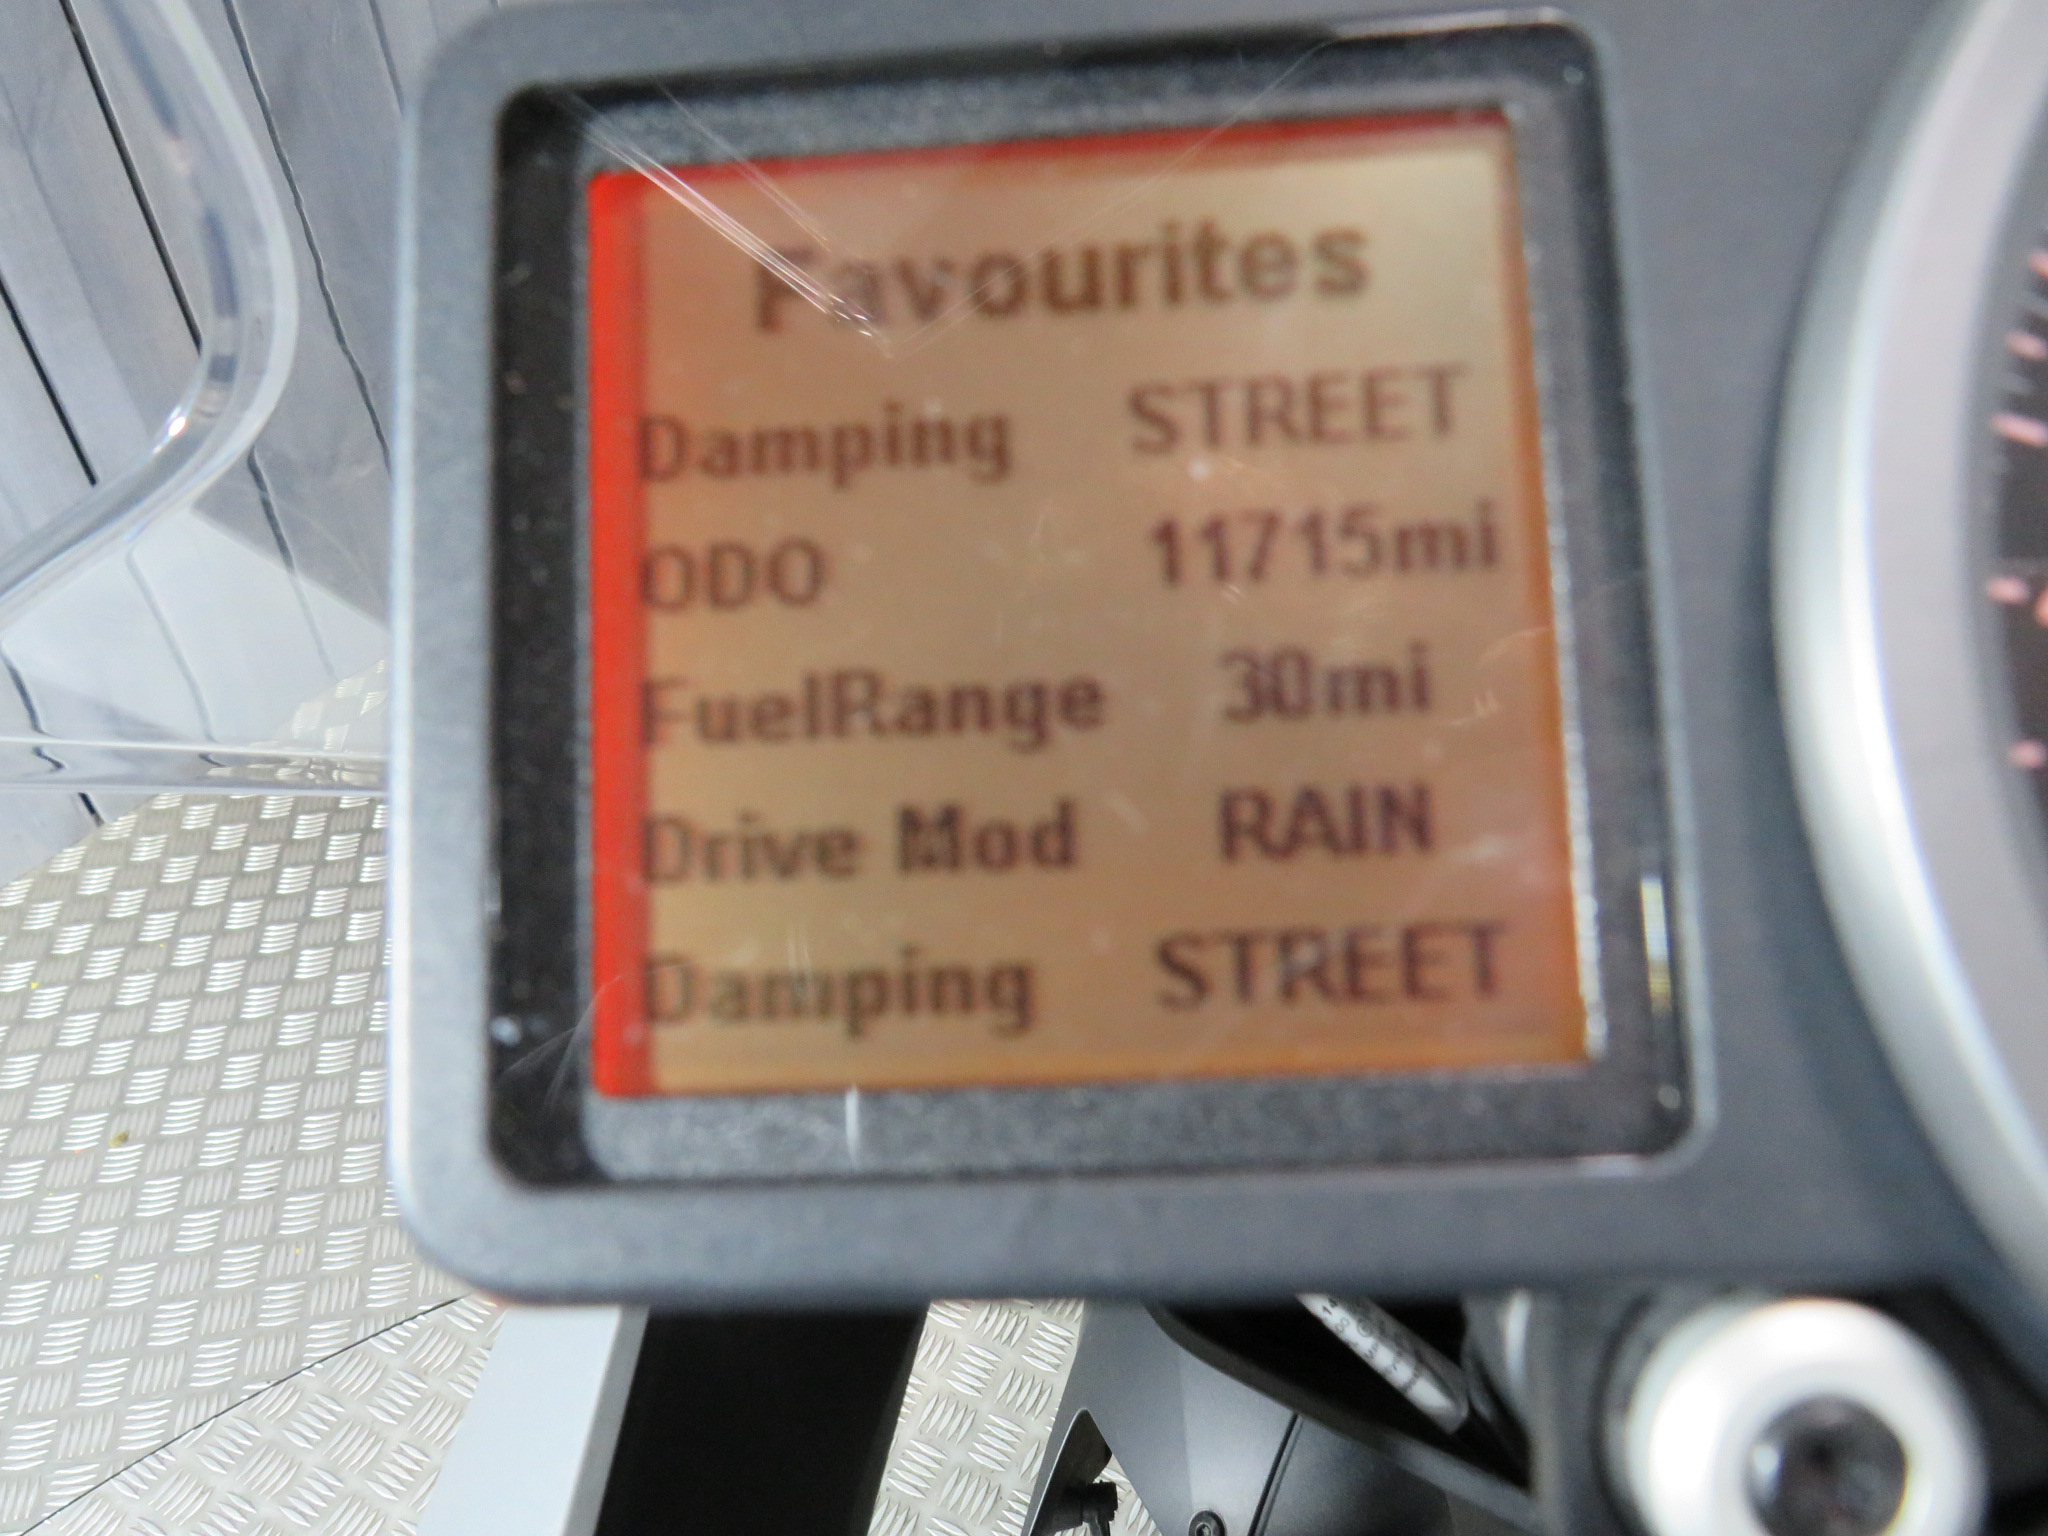 Favourites
Damping STREET
ODO 11715mi
FuelRange 30mi
Drive Mod RAIN
Damping STREET